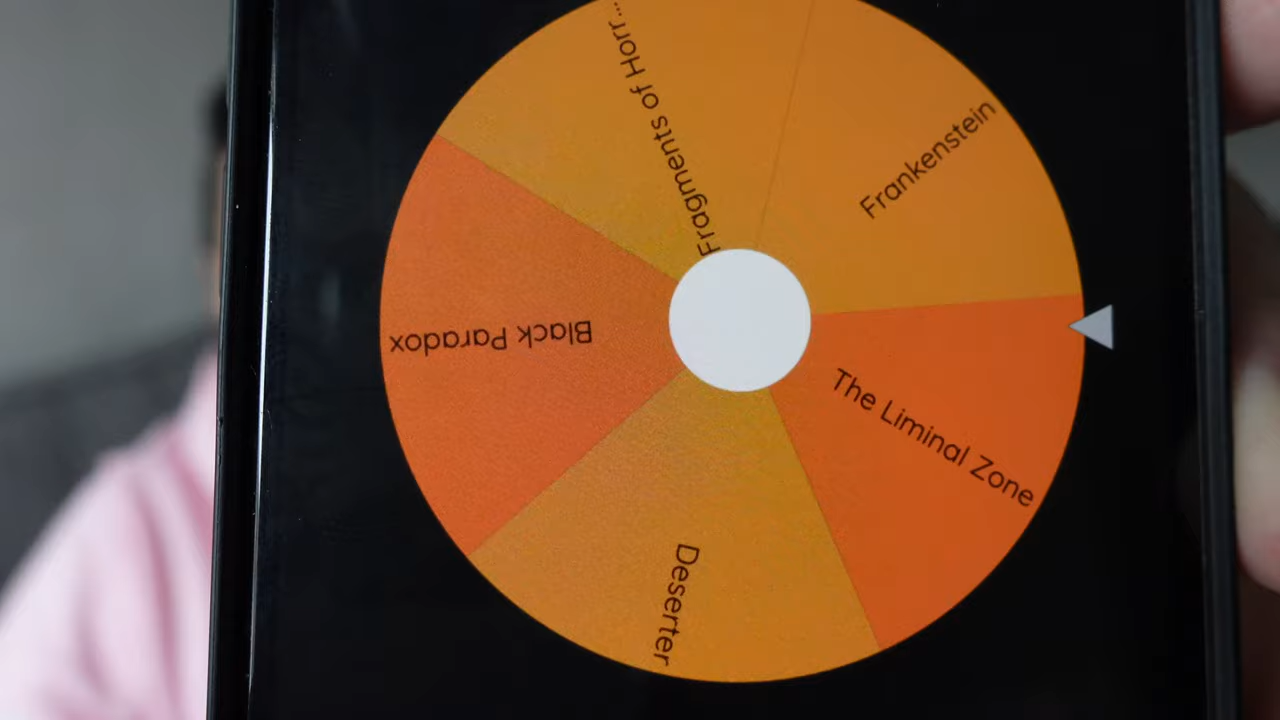 Fragments of Horr...
Frankenstein
Black Paradox
The Liminal Zone
Deserter